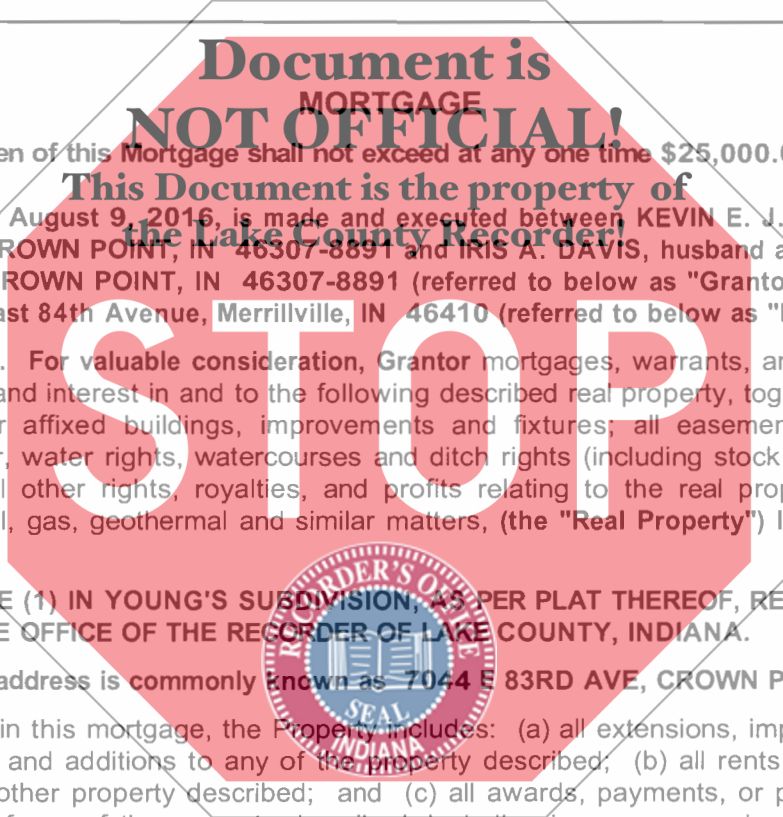 Document is
MORTGAGE
NOT OFFICIAL!
en of this Mortgage shall not exceed at any one time $25,000.
This Document is the property of
August 9, 2016, is made and executed between KEVIN E. J.
the Lake County Recorder!
ROWN POINT, IN 46307-8891 and IRIS A. DAVIS, husband a
ROWN POINT, IN 46307-8891 (referred to below as "Granto
ast 84th Avenue, Merrillville, IN 46410 (referred to below as "
. For valuable consideration, Grantor mortgages, warrants, an
and interest in and to the following described real property, tog
r affixed buildings, improvements and fixtures; all easemen
, water rights, watercourses and ditch rights (including stock
l other rights, royalties, and profits relating to the real prop
l, gas, geothermal and similar matters, (the "Real Property") l
STOP
E (1) IN YOUNG'S SUBDIVISION, AS PER PLAT THEREOF, RE
E OFFICE OF THE RECORDER OF LAKE COUNTY, INDIANA.
RECORDER'S OFFICE
address is commonly known as 7044 E 83RD AVE, CROWN P
SEAL
INDIANA
in this mortgage, the Property includes: (a) all extensions, imp
and additions to any of the property described; (b) all rents
other property described; and (c) all awards, payments, or p